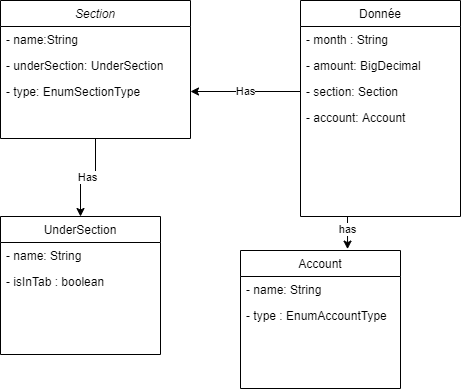 Section
- name:String
- underSection: UnderSection
- type: EnumSectionType
Donnée
- month : String
- amount: BigDecimal
- section: Section
- account: Account
Has
Has
has
UnderSection
- name: String
- isInTab : boolean
Account
- name: String
- type : EnumAccountType